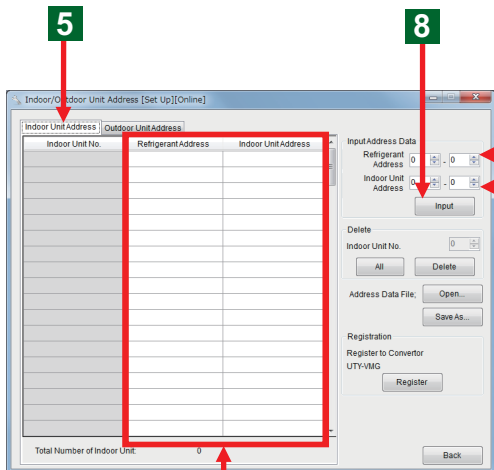 5
8
Indoor/Outdoor Unit Address [Set Up][Online]
Indoor Unit Address
Outdoor Unit Address
Indoor Unit No.
Refrigerant Address
Indoor Unit Address
Input Address Data
Refrigerant Address 0 - 0
Indoor Unit Address 0 - 0
Input
Delete
Indoor Unit No. 0
All
Delete
Address Data File;
Open...
Save As...
Registration
Register to Convertor
UTY-VMG
Register
Total Number of Indoor Unit: 0
Back